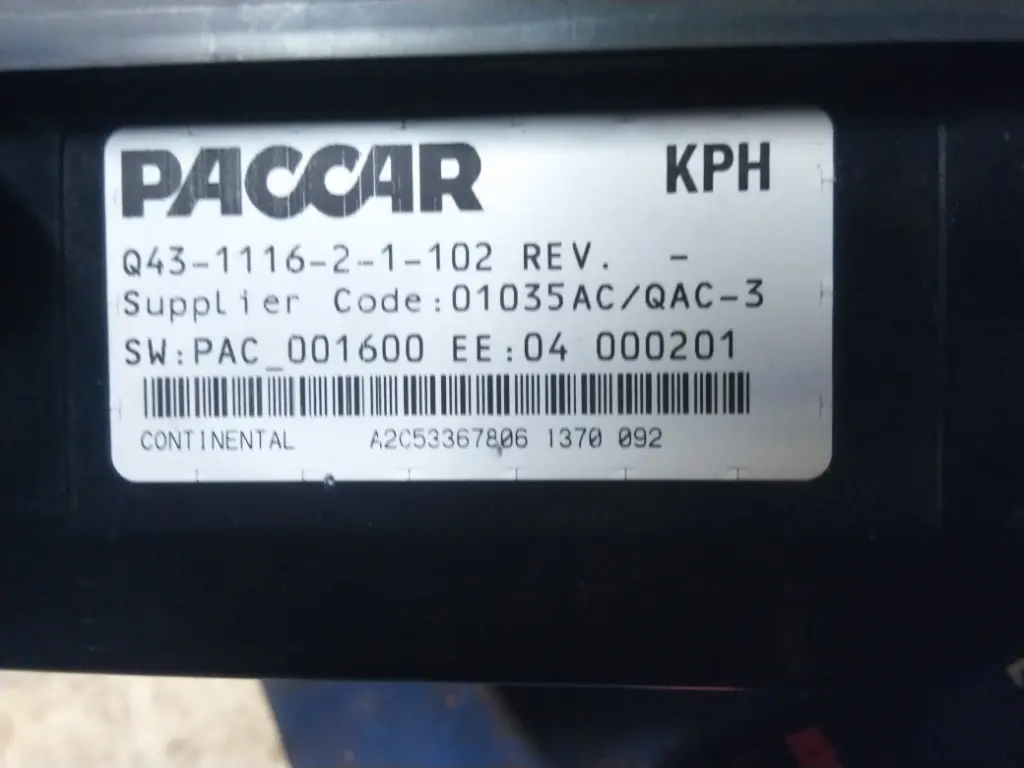 PACCAR KPH
Q43-1116-2-1-102 REV. -
Supplier Code:01035AC/QAC-3
SW:PAC_001600 EE:04 000201
CONTINENTAL A2C53367806 1370 092